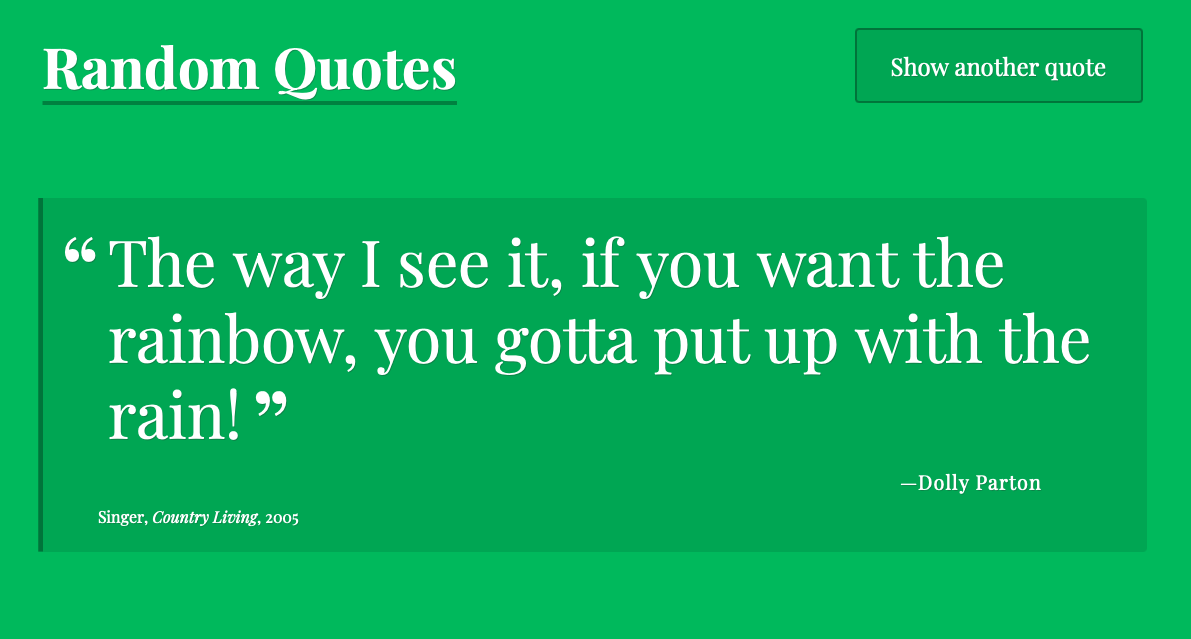 Random Quotes
Show another quote
“The way I see it, if you want the
rainbow, you gotta put up with the
rain!”
—Dolly Parton
Singer, Country Living, 2005